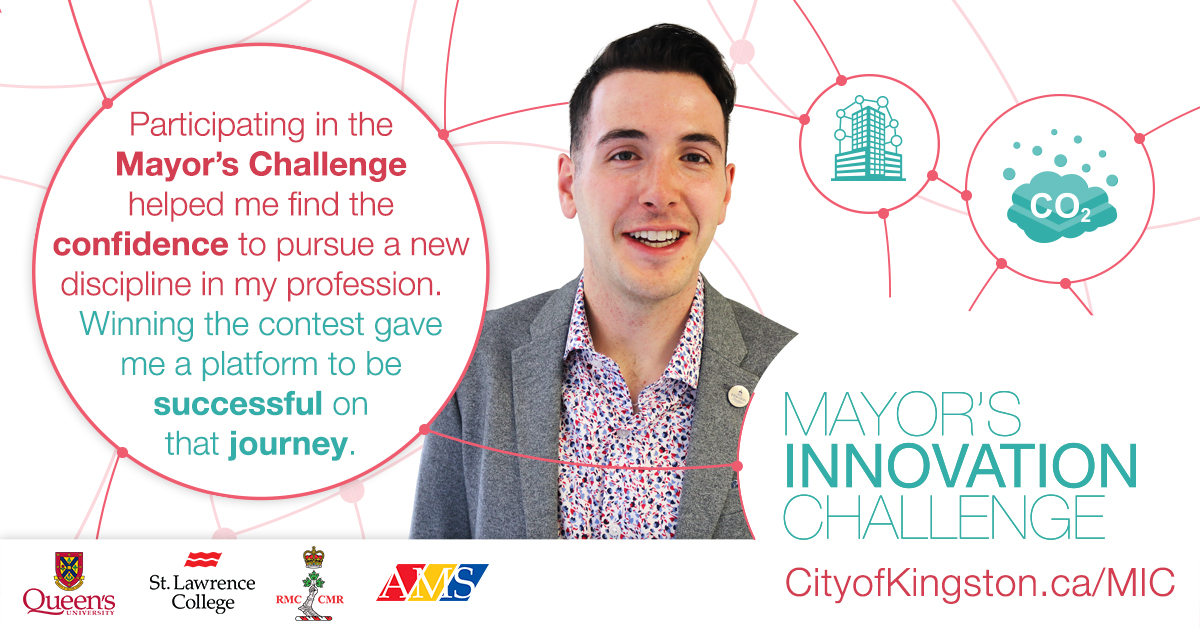 Participating in the
Mayor's Challenge
helped me find the
confidence to pursue a new
discipline in my profession.
Winning the contest gave
me a platform to be
successful on
that journey.
CO₂
MAYOR'S
INNOVATION
CHALLENGE
CityofKingston.ca/MIC
Queen's
UNIVERSITY
St. Lawrence
College
RMC CMR
AMS